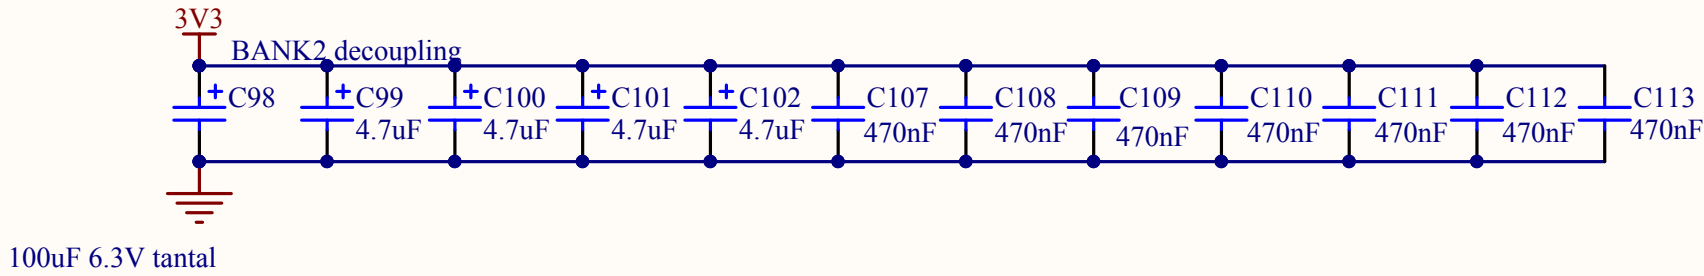 3V3
BANK2 decoupling
C98 C99 C100 C101 C102 C107 C108 C109 C110 C111 C112 C113
4.7uF 4.7uF 4.7uF 4.7uF 470nF 470nF 470nF 470nF 470nF 470nF 470nF
100uF 6.3V tantal